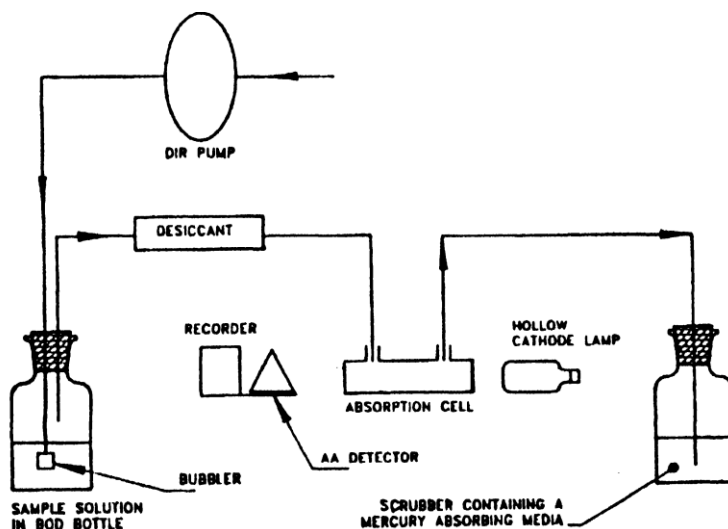 DIR PUMP
DESICCANT
RECORDER
HOLLOW
CATHODE LAMP
ABSORPTION CELL
AA DETECTOR
BUBBLER
SAMPLE SOLUTION
IN BOD BOTTLE
SCRUBBER CONTAINING A
MERCURY ABSORBING MEDIA